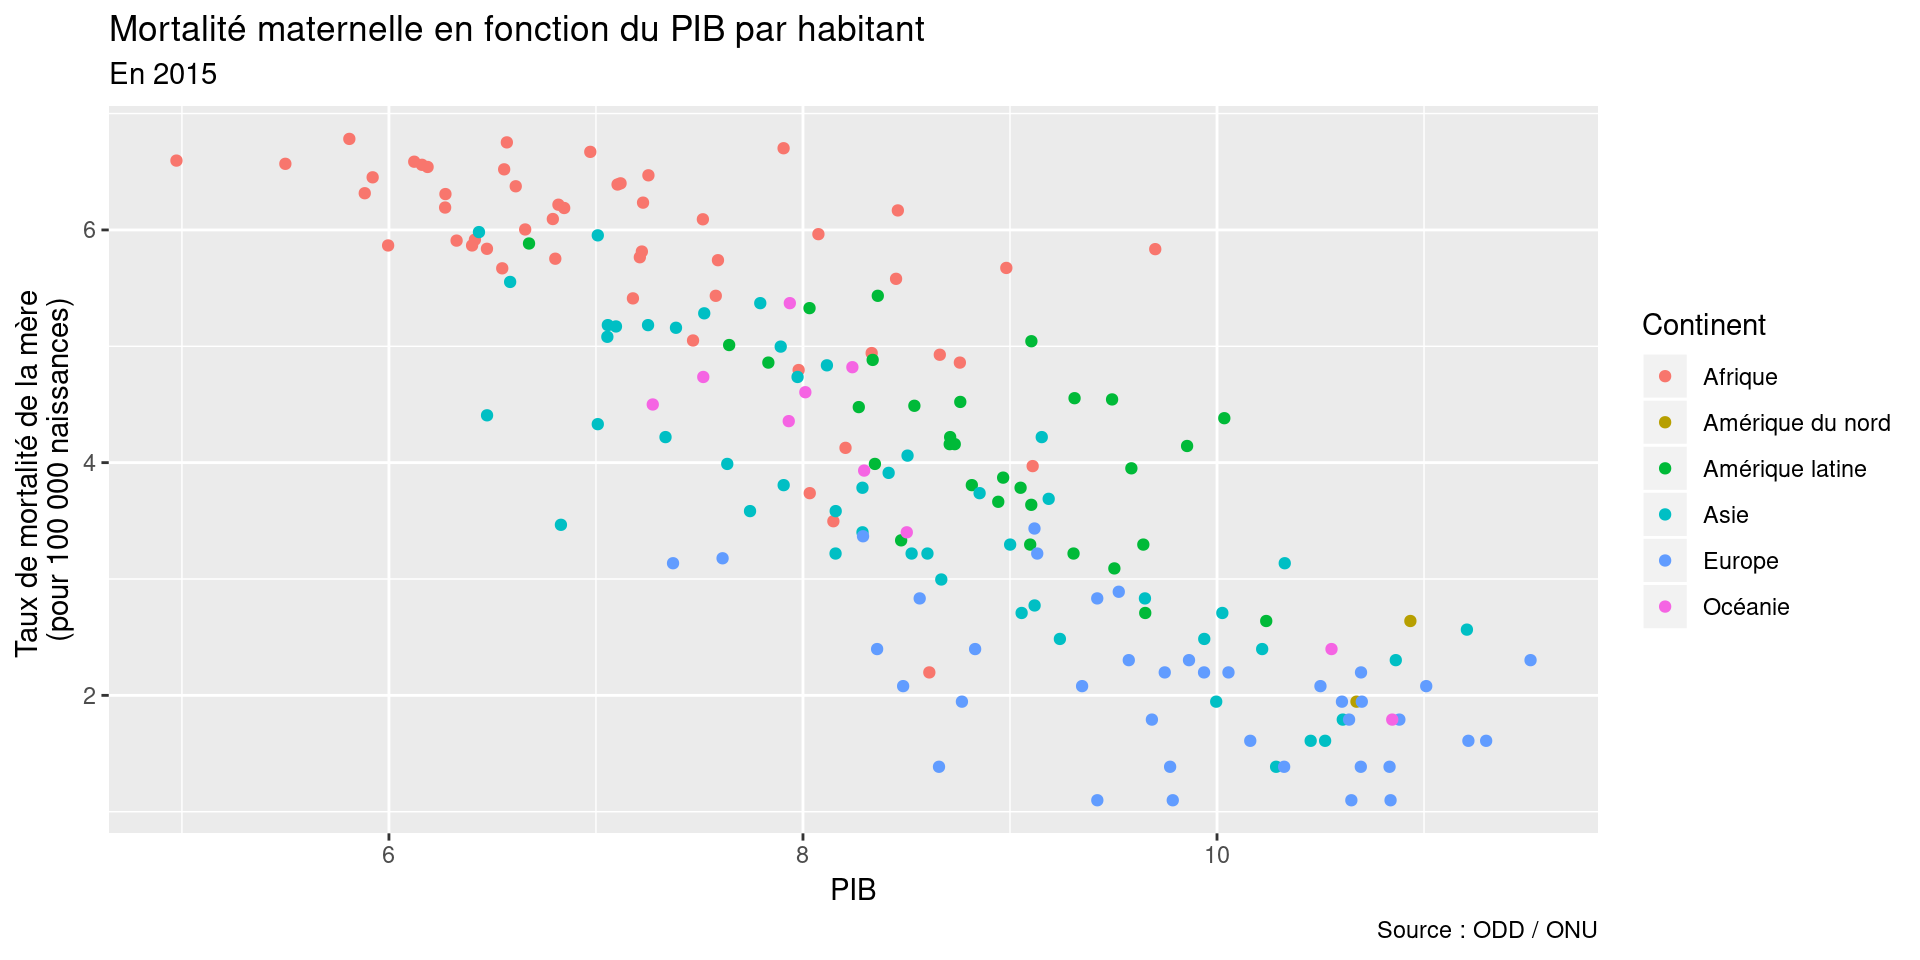 Mortalité maternelle en fonction du PIB par habitant
En 2015
Taux de mortalité de la mère
(pour 100 000 naissances)
6
4
2
6
8
10
PIB
Continent
Afrique
Amérique du nord
Amérique latine
Asie
Europe
Océanie
Source : ODD / ONU